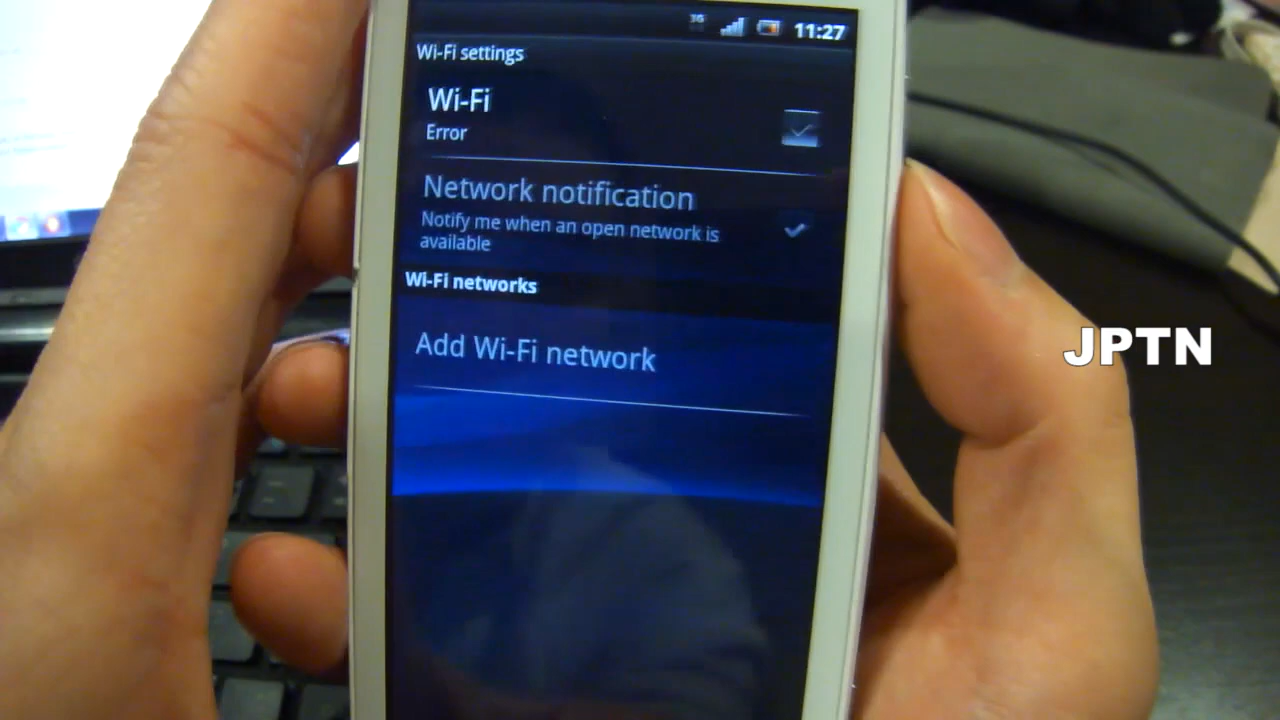 3G 11:27
Wi-Fi settings
Wi-Fi
Error
Network notification
Notify me when an open network is
available
Wi-Fi networks
Add Wi-Fi network
JPTN